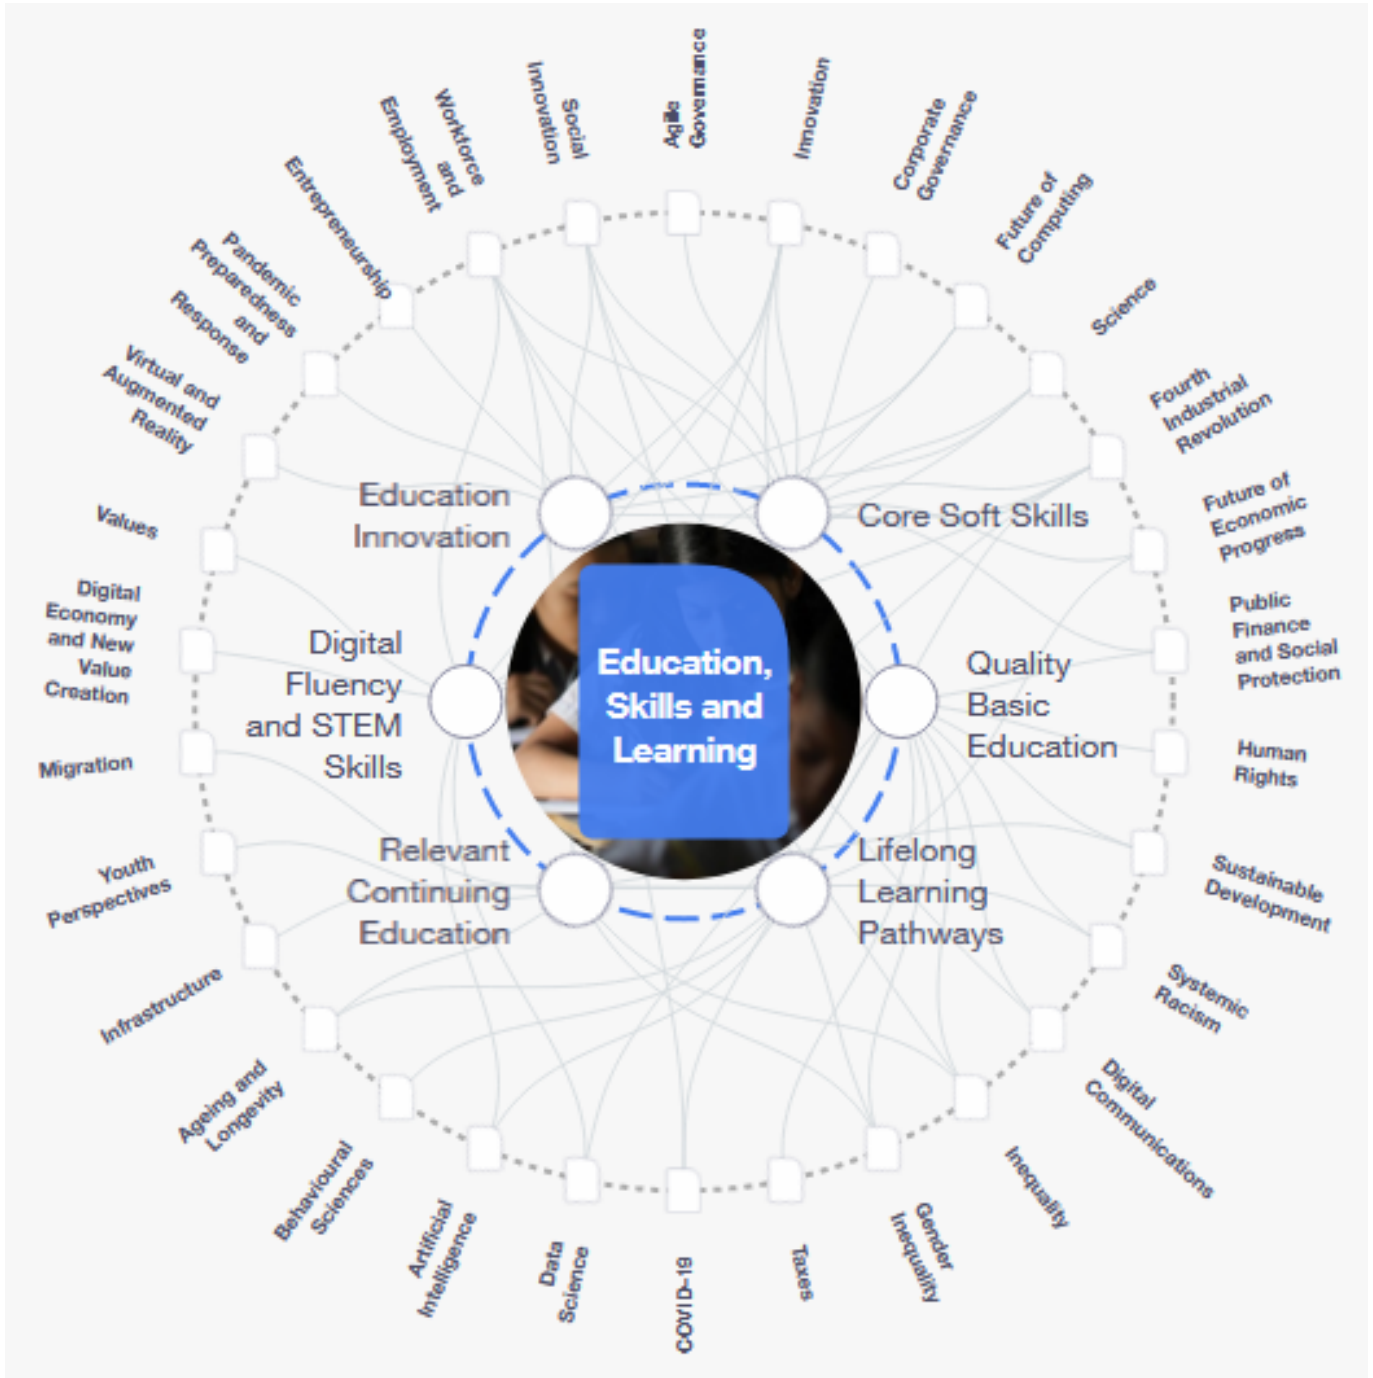 Agile
Governance
Innovation
Corporate
Governance
Future of
Computing
Science
Fourth
Industrial
Revolution
Future of
Economic
Progress
Public
Finance
and Social
Protection
Human
Rights
Sustainable
Development
Systemic
Racism
Digital
Communications
Inequality
Gender
Inequality
Taxes
COVID-19
Data
Science
Artificial
Intelligence
Behavioural
Sciences
Ageing and
Longevity
Infrastructure
Youth
Perspectives
Migration
Digital
Economy
and New
Value
Creation
Values
Virtual and
Augmented
Reality
Pandemic
Preparedness
and
Response
Entrepreneurship
Workforce
and
Employment
Social
Innovation
Education
Innovation
Core Soft Skills
Digital
Fluency
and STEM
Skills
Education,
Skills and
Learning
Quality
Basic
Education
Relevant
Continuing
Education
Lifelong
Learning
Pathways